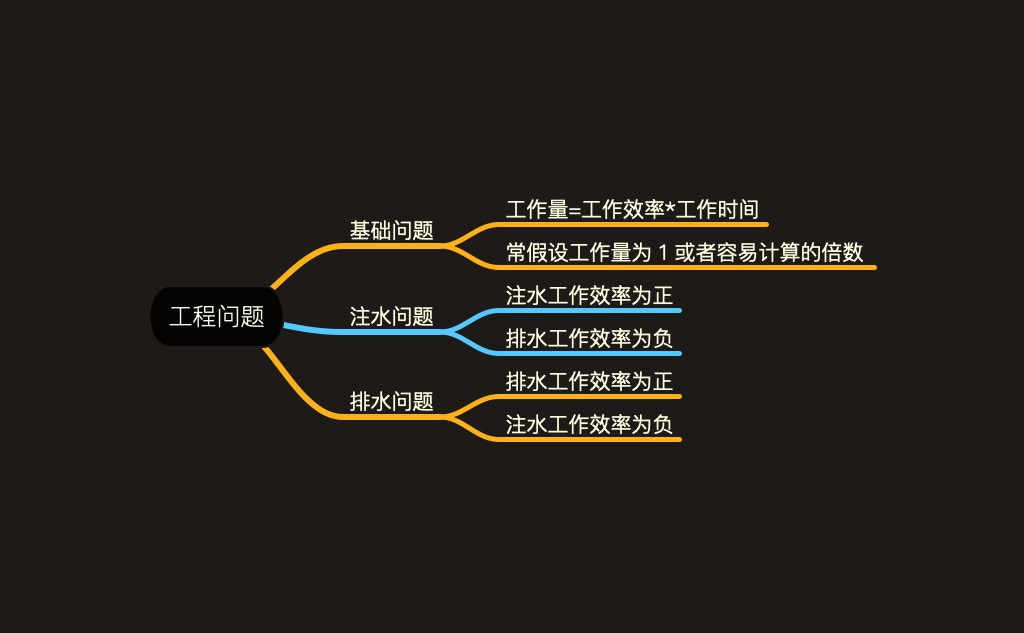 工程问题
基础问题
工作量=工作效率*工作时间
常假设工作量为 1 或者容易计算的倍数
注水问题
注水工作效率为正
排水工作效率为负
排水问题
排水工作效率为正
注水工作效率为负